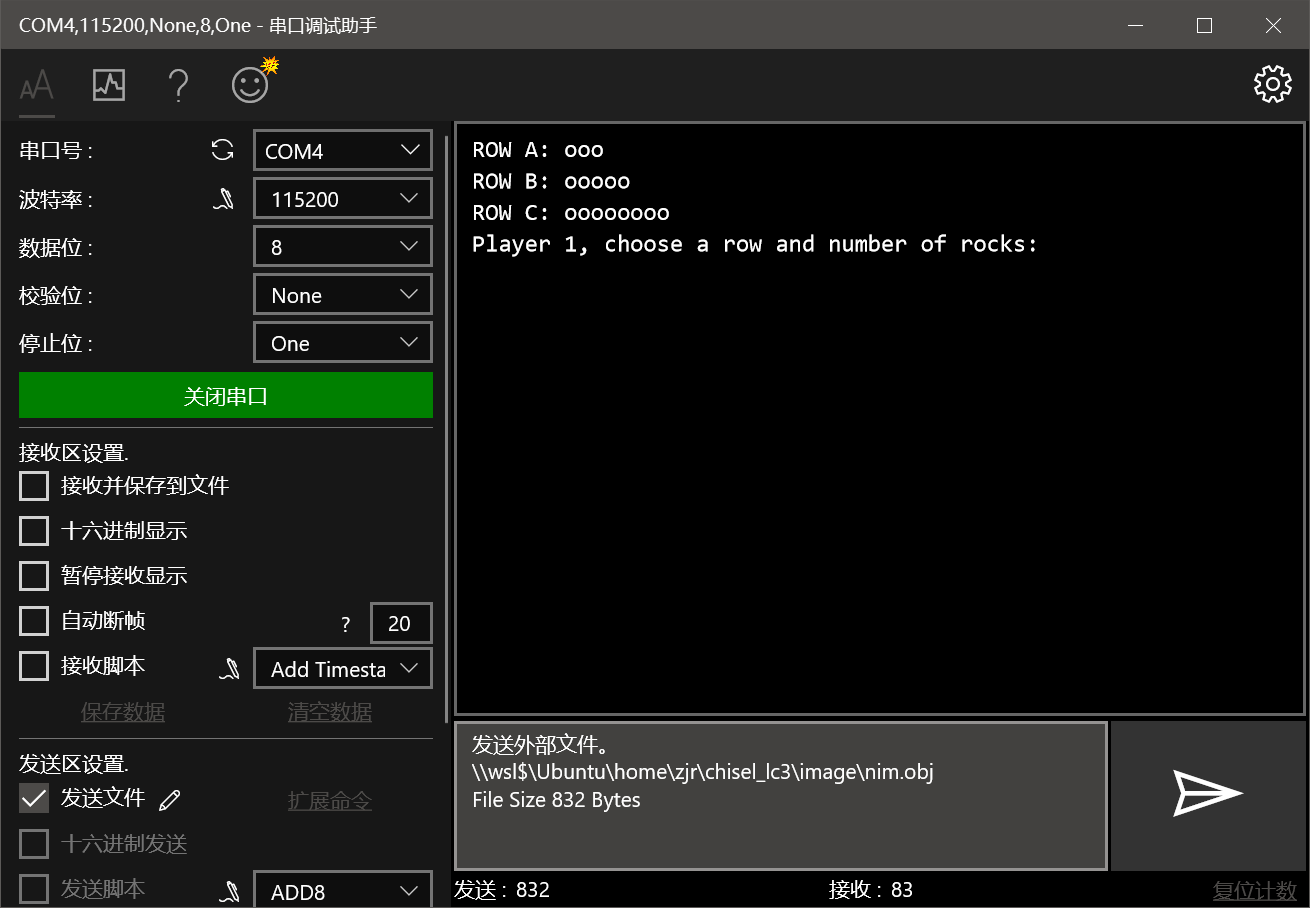 COM4,115200,None,8,One - 串口调试助手
串口号 :
COM4
波特率 :
115200
数据位 :
8
校验位 :
None
停止位 :
One
关闭串口
接收区设置.
接收并保存到文件
十六进制显示
暂停接收显示
自动断帧
?
20
接收脚本
Add Timesta
保存数据
清空数据
发送区设置.
发送文件
扩展命令
十六进制发送
发送脚本
ADD8
ROW A: ooo
ROW B: ooooo
ROW C: oooooooo
Player 1, choose a row and number of rocks:
发送外部文件。
\\wsl$\Ubuntu\home\zjr\chisel_lc3\image\nim.obj
File Size 832 Bytes
发送 : 832
接收 : 83
复位计数